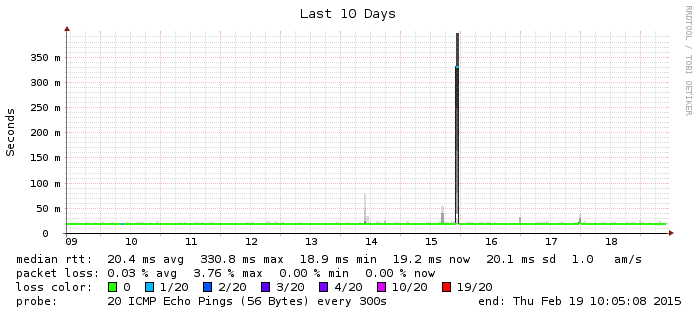 Last 10 Days
RRDTOOL / TOBI OETIKER
Seconds
350 m
300 m
250 m
200 m
150 m
100 m
50 m
0
09 10 11 12 13 14 15 16 17 18
median rtt: 20.4 ms avg 330.8 ms max 18.9 ms min 19.2 ms now 20.1 ms sd 1.0 am/s
packet loss: 0.03 % avg 3.76 % max 0.00 % min 0.00 % now
loss color: 0 1/20 2/20 3/20 4/20 10/20 19/20
probe: 20 ICMP Echo Pings (56 Bytes) every 300s end: Thu Feb 19 10:05:08 2015